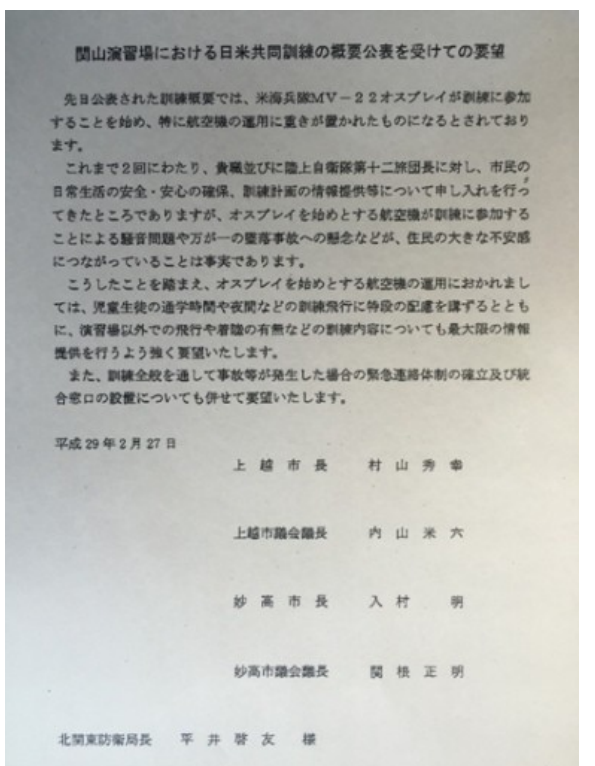 関山演習場における日米共同訓練の概要公表を受けての要望
先日公表された訓練概要では、米海兵隊MV－22オスプレイが訓練に参加
することを始め、特に航空機の運用に重きが置かれたものになるとされており
ます。
これまで2回にわたり、貴職並びに陸上自衛隊第十二旅団長に対し、市民の
日常生活の安全・安心の確保、訓練計画の情報提供等について申し入れを行っ
てきたところでありますが、オスプレイを始めとする航空機が訓練に参加する
ことによる騒音問題や万が一の墜落事故への懸念などが、住民の大きな不安感
につながっていることは事実であります。
こうしたことを踏まえ、オスプレイを始めとする航空機の運用におかれまし
ては、児童生徒の通学時間や夜間などの訓練飛行に特段の配慮を講ずるととも
に、演習場以外での飛行や着陸の有無などの訓練内容についても最大限の情報
提供を行うよう強く要望いたします。
また、訓練全般を通して事故等が発生した場合の緊急連絡体制の確立及び統
合窓口の設置についても併せて要望いたします。
平成29年2月27日
上越市長　村山秀幸
上越市議会議長　内山米六
妙高市長　入村　明
妙高市議会議長　関根正明
北関東防衛局長　平井啓友　様